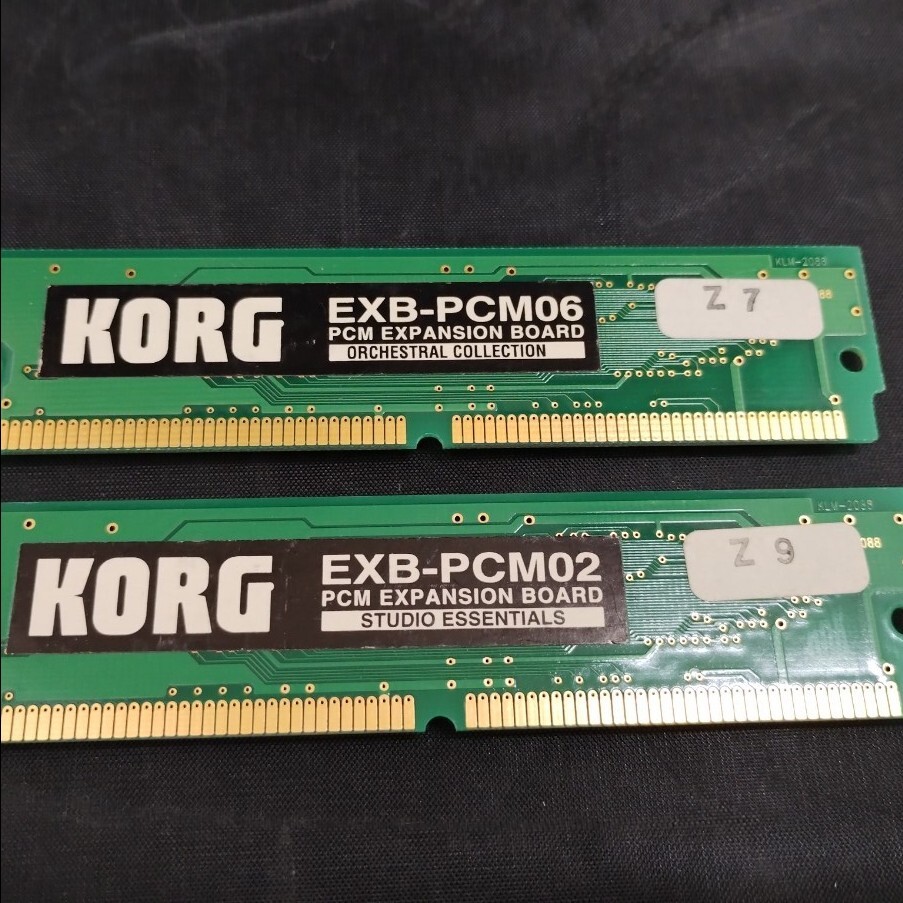 KLM-2088
KORG
EXB-PCM06
PCM EXPANSION BOARD
ORCHESTRAL COLLECTION
Z 7
88
KLM-2088
KORG
EXB-PCM02
PCM EXPANSION BOARD
STUDIO ESSENTIALS
Z 9
088